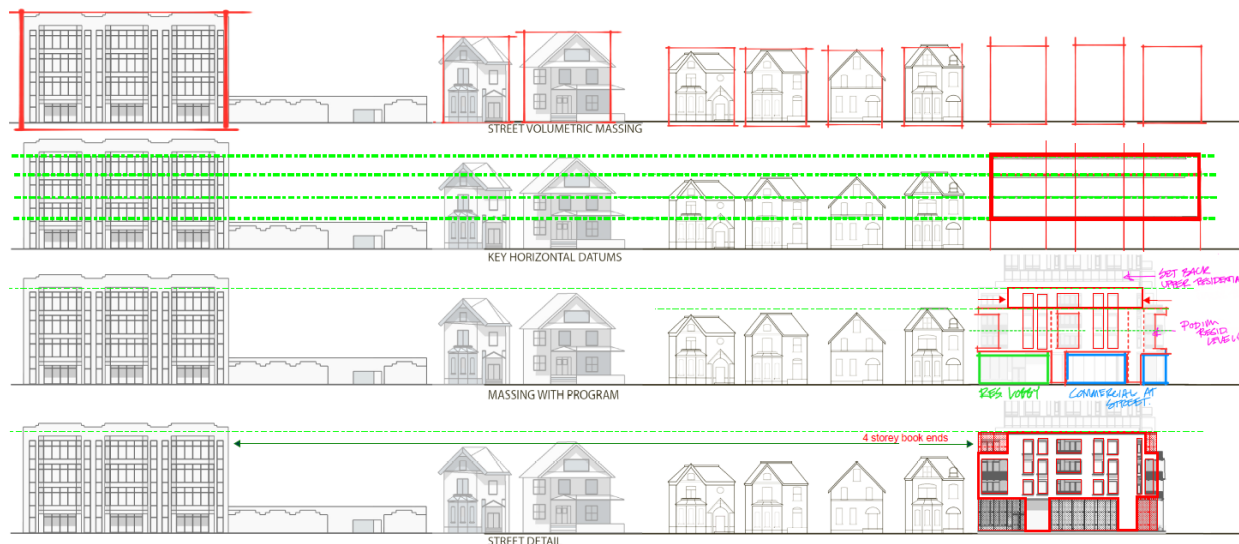 STREET VOLUMETRIC MASSING
KEY HORIZONTAL DATUMS
SET BACK
UPPER RESIDENTIA
PODIUM
RESID
LEVELS
MASSING WITH PROGRAM
RES LOBBY
COMMERCIAL AT
STREET.
4 storey book ends
STREET DETAIL